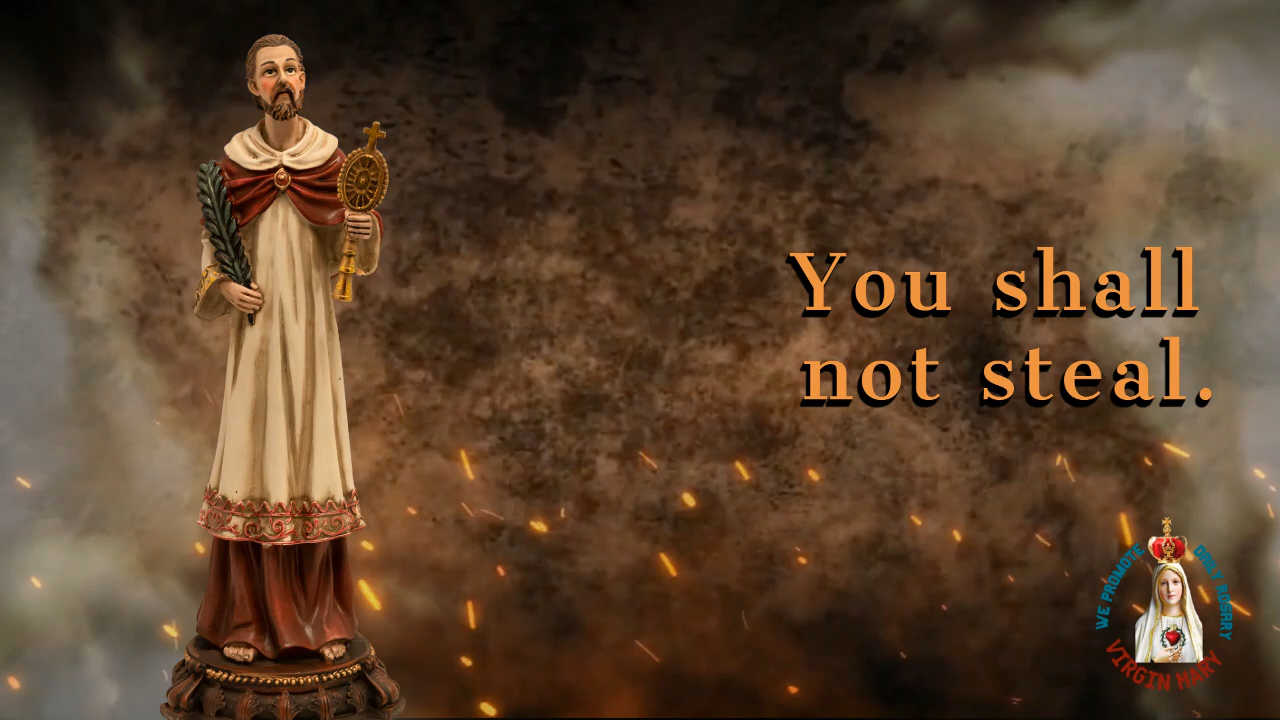 You shall
not steal.
WE PROMOTE
DAILY ROSARY
VIRGIN MARY